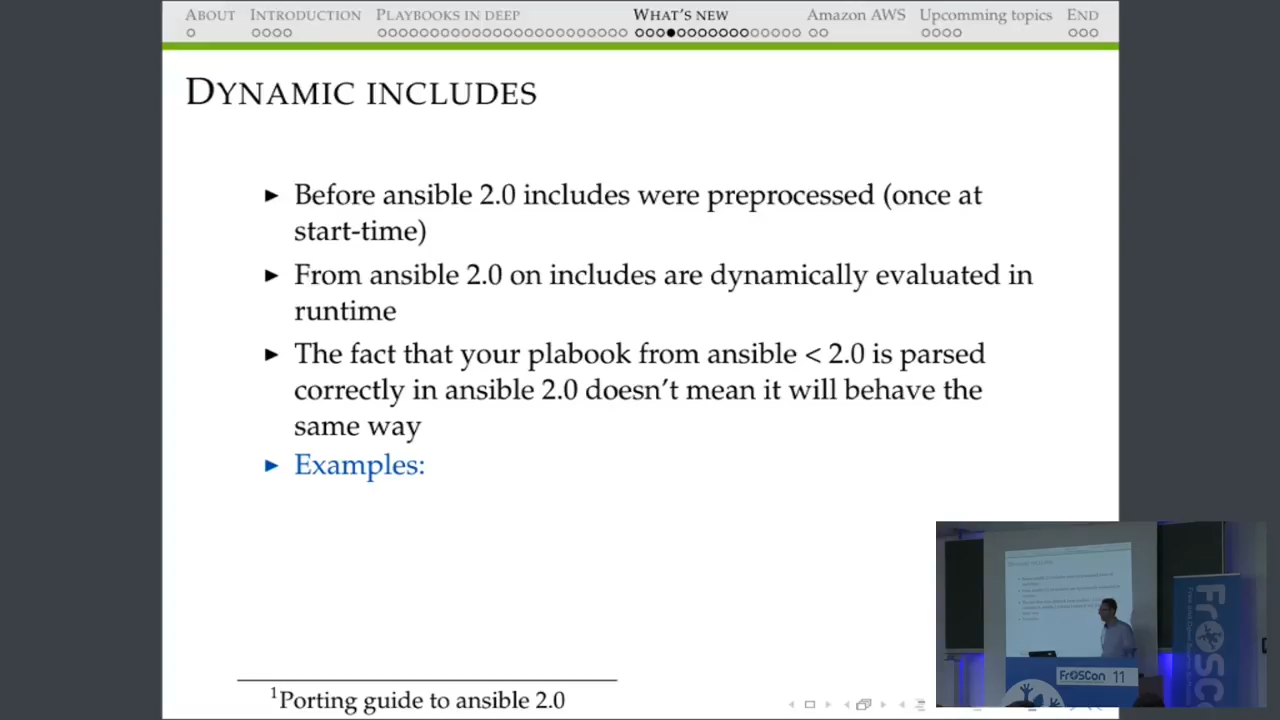 ABOUT INTRODUCTION PLAYBOOKS IN DEEP WHAT'S NEW Amazon AWS Upcomming topics END
DYNAMIC INCLUDES
▶ Before ansible 2.0 includes were preprocessed (once at
start-time)
▶ From ansible 2.0 on includes are dynamically evaluated in
runtime
▶ The fact that your plabook from ansible < 2.0 is parsed
correctly in ansible 2.0 doesn't mean it will behave the
same way
▶ Examples:
1Porting guide to ansible 2.0
FrOSCon 11
FrOSC